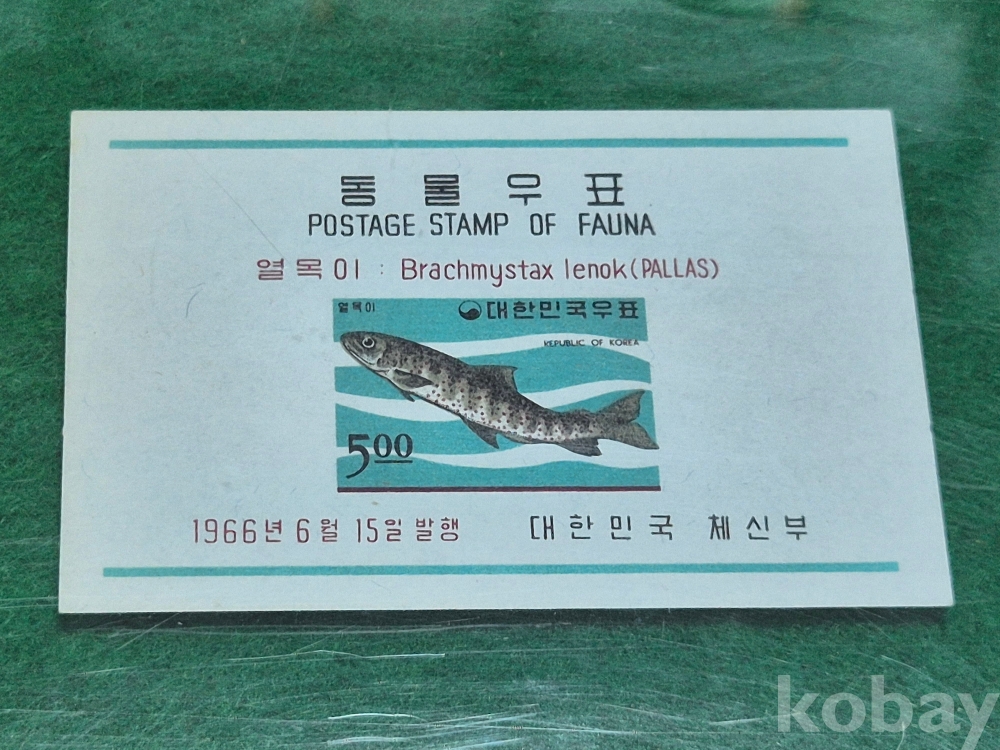 동물우표
POSTAGE STAMP OF FAUNA
열목이 : Brachmystax lenok (PALLAS)
열목이
대한민국우표
REPUBLIC OF KOREA
5.00
1966년 6월 15일 발행 대한민국 체신부
kobay